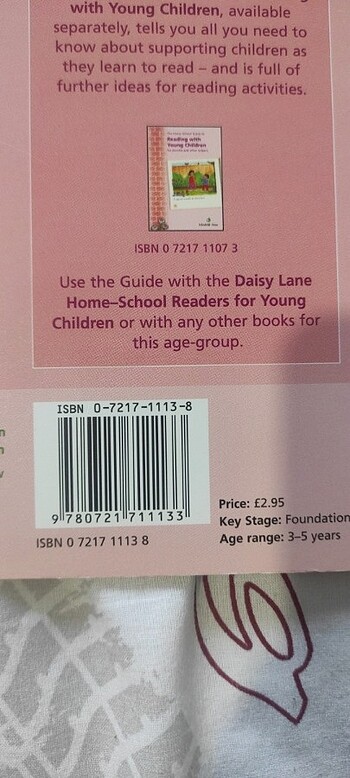 with Young Children, available
separately, tells you all you need to
know about supporting children as
they learn to read – and is full of
further ideas for reading activities.
Reading with
Young Children
ISBN 0 7217 1107 3
Use the Guide with the Daisy Lane
Home–School Readers for Young
Children or with any other books for
this age-group.
ISBN 0-7217-1113-8
9 780721 711133
ISBN 0 7217 1113 8
Price: £2.95
Key Stage: Foundation
Age range: 3–5 years